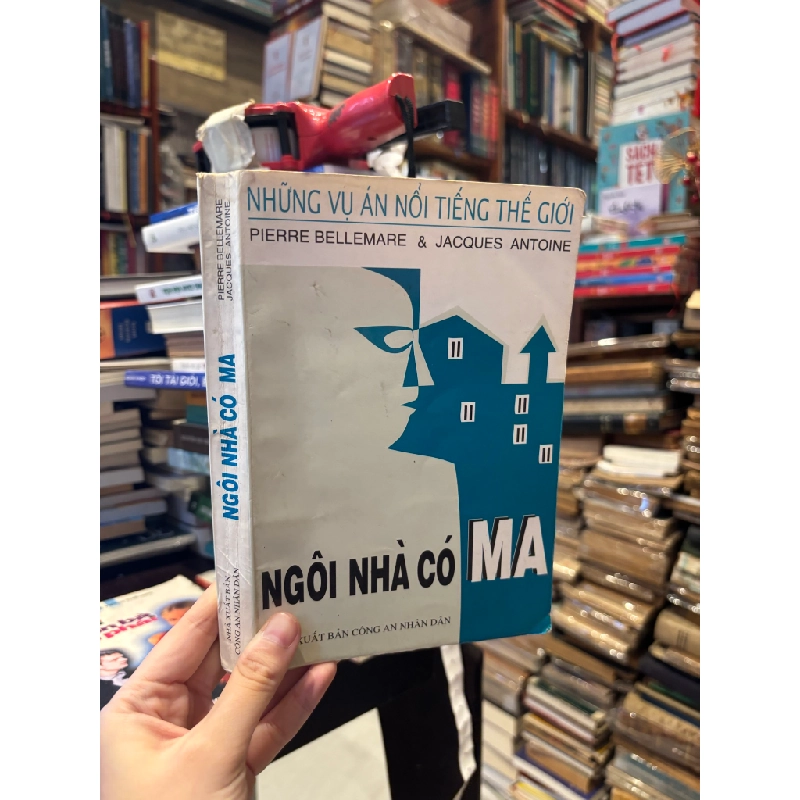 NHỮNG VỤ ÁN NỔI TIẾNG THẾ GIỚI
PIERRE BELLEMARE & JACQUES ANTOINE
NGÔI NHÀ CÓ MA
XUẤT BẢN CÔNG AN NHÂN DÂN
PIERRE BELLEMARE
JACQUES ANTOINE
NGÔI NHÀ CÓ MA
NHÀ XUẤT BẢN
CÔNG AN NHÂN DÂN
TÔI TÀI GIỎI,
SÁCH
TẾT